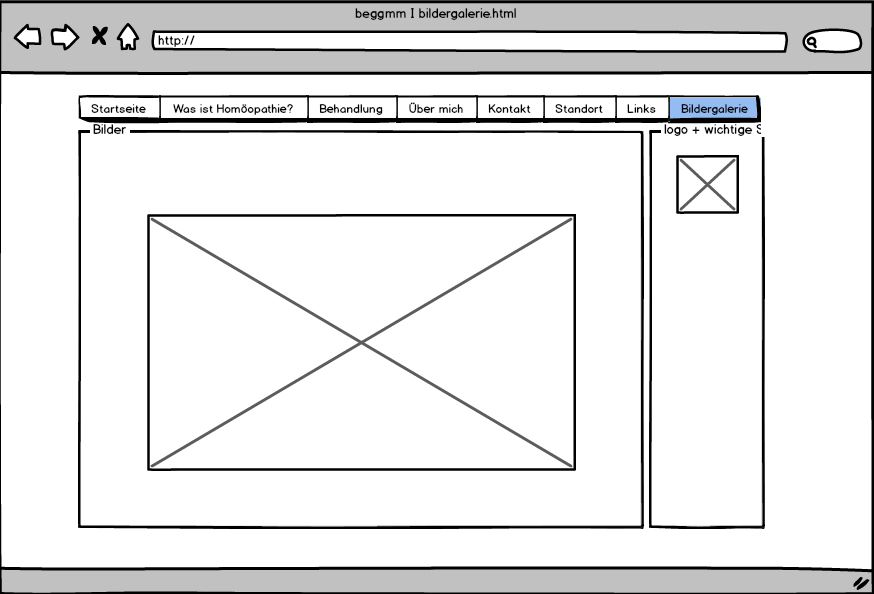 beggmm I bildergalerie.html
http://
Startseite Was ist Homöopathie? Behandlung Über mich Kontakt Standort Links Bildergalerie
Bilder
logo + wichtige S